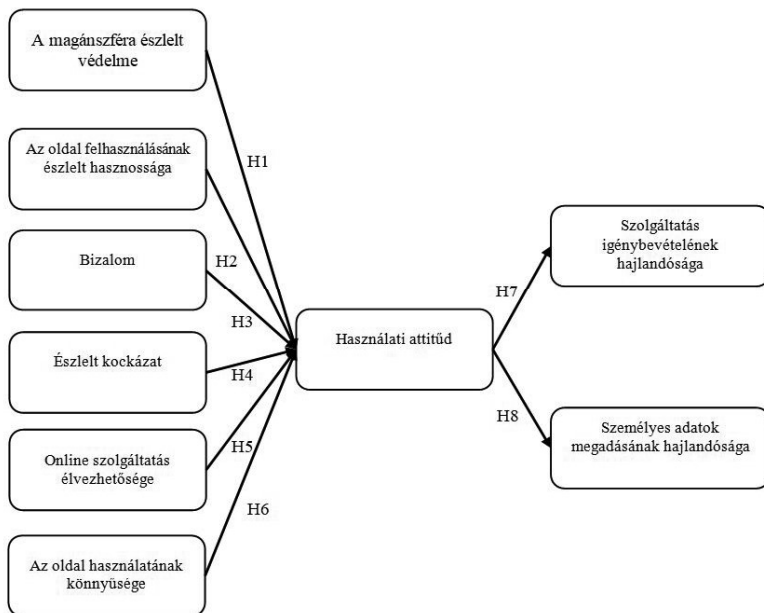 A magánszféra észlelt
védelme
Az oldal felhasználásának
észlelt hasznossága
Bizalom
Észlelt kockázat
Online szolgáltatás
élvezhetősége
Az oldal használatának
könnyüsége
H1
H2
H3
H4
H5
H6
Használati attitűd
H7
H8
Szolgáltatás
igénybevételének
hajlandósága
Személyes adatok
megadásának hajlandósága